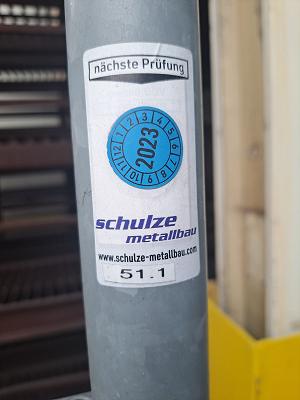 nächste Prüfung
1 2 3 4 5 6 7 8 9 10 11 12
2023
schulze
metallbau
www.schulze-metallbau.com
51.1